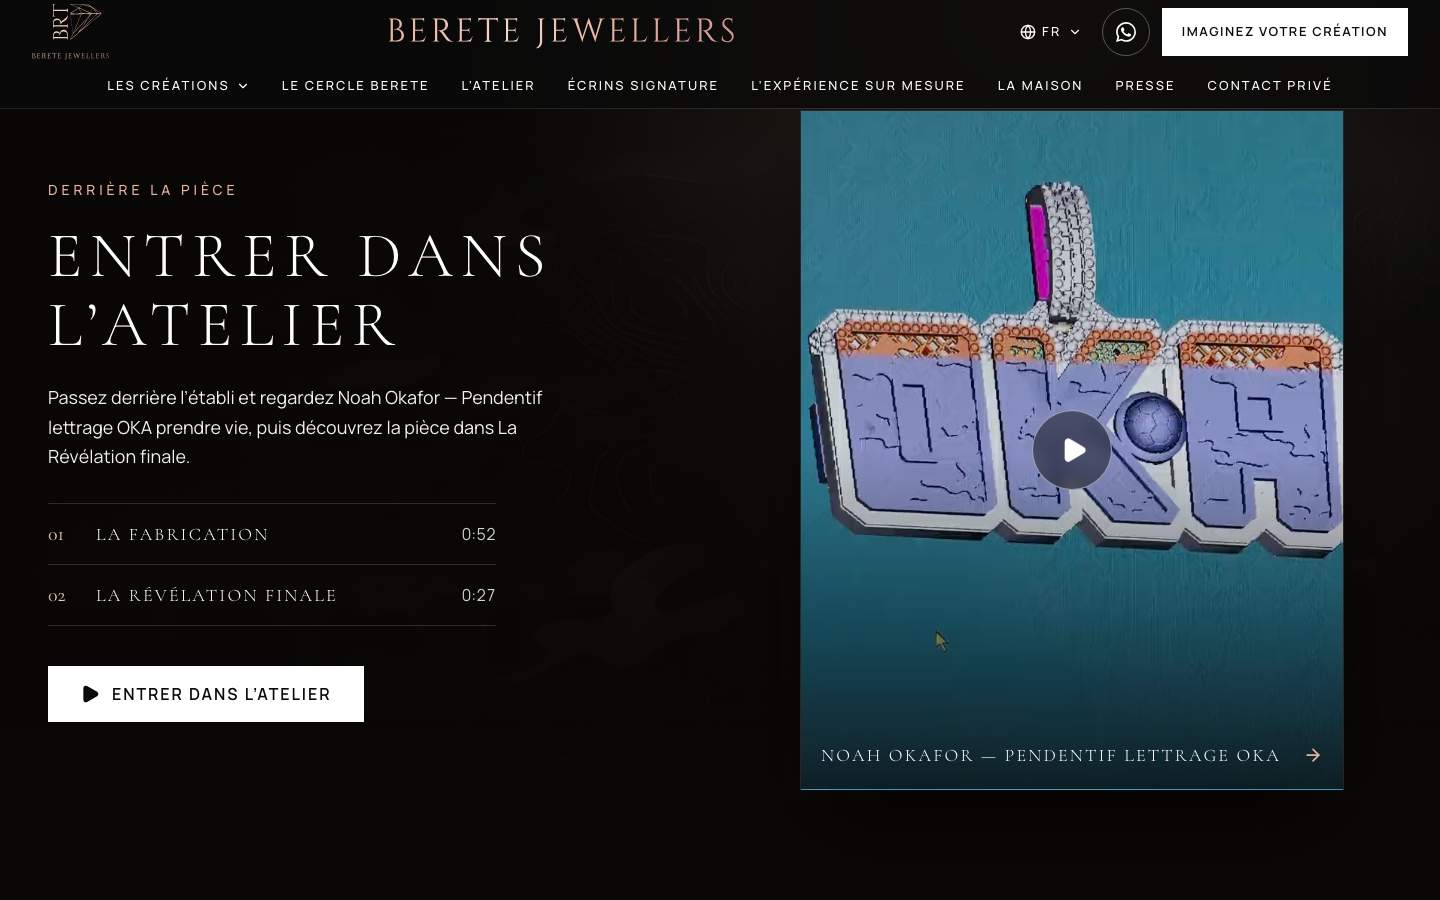 BRT
BERETE JEWELLERS
BERETE JEWELLERS
FR
IMAGINEZ VOTRE CRÉATION
LES CRÉATIONS
LE CERCLE BERETE
L'ATELIER
ÉCRINS SIGNATURE
L'EXPÉRIENCE SUR MESURE
LA MAISON
PRESSE
CONTACT PRIVÉ
DERRIÈRE LA PIÈCE
ENTRER DANS
L’ATELIER
Passez derrière l’établi et regardez Noah Okafor — Pendentif
lettrage OKA prendre vie, puis découvrez la pièce dans La
Révélation finale.
01 LA FABRICATION 0:52
02 LA RÉVÉLATION FINALE 0:27
ENTRER DANS L’ATELIER
OKA
NOAH OKAFOR — PENDENTIF LETTRAGE OKA